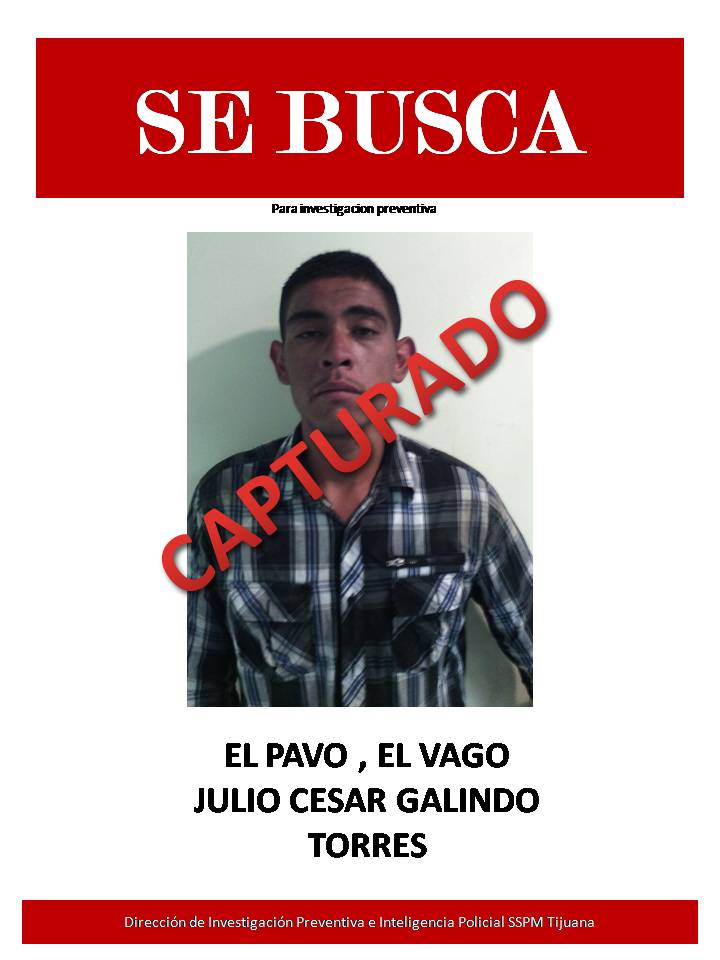 SE BUSCA
Para investigacion preventiva
CAPTURADO
EL PAVO , EL VAGO
JULIO CESAR GALINDO
TORRES
Dirección de Investigación Preventiva e Inteligencia Policial SSPM Tijuana